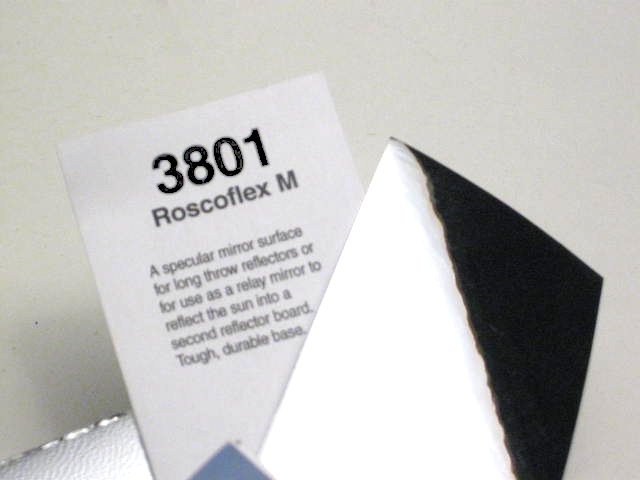 3801
Roscoflex M
A specular mirror surface
for long throw reflectors or
for use as a relay mirror to
reflect the sun into a
second reflector board.
Tough, durable base.